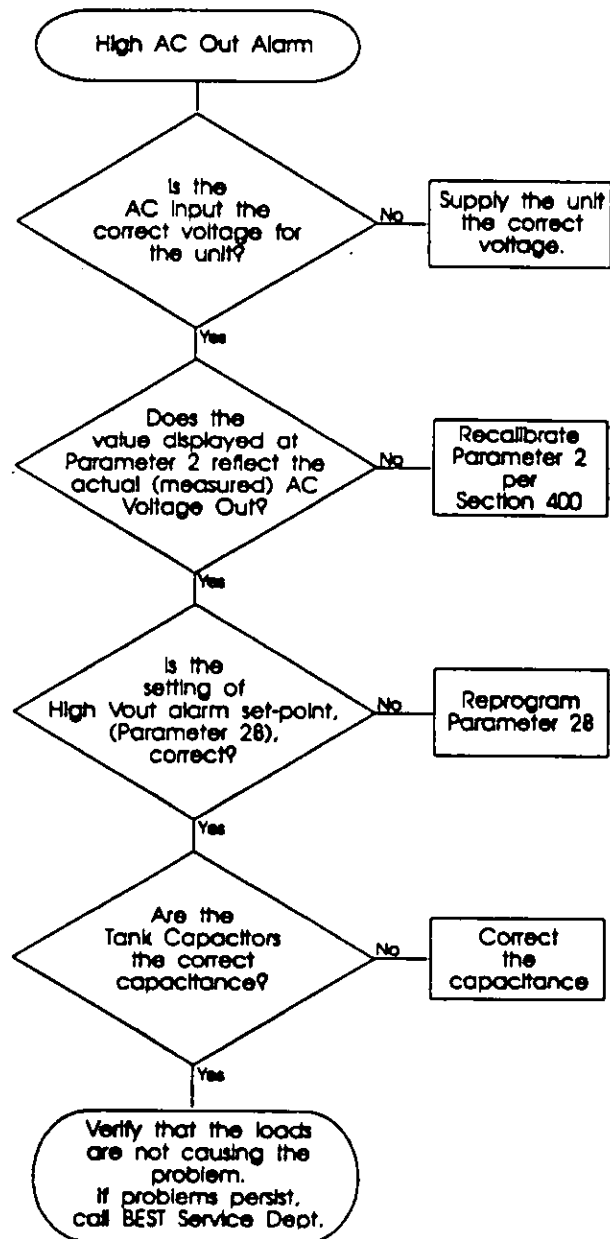 High AC Out Alarm
Is the
AC Input the
correct voltage for
the unit?
No
Supply the unit
the correct
voltage.
Yes
Does the
value displayed at
Parameter 2 reflect the
actual (measured) AC
Voltage Out?
No
Recalibrate
Parameter 2
per
Section 400
Yes
Is the
setting of
High Vout alarm set-point,
(Parameter 28),
correct?
No
Reprogram
Parameter 28
Yes
Are the
Tank Capacitors
the correct
capacitance?
No
Correct
the
capacitance
Yes
Verify that the loads
are not causing the
problem.
If problems persist,
call BEST Service Dept.